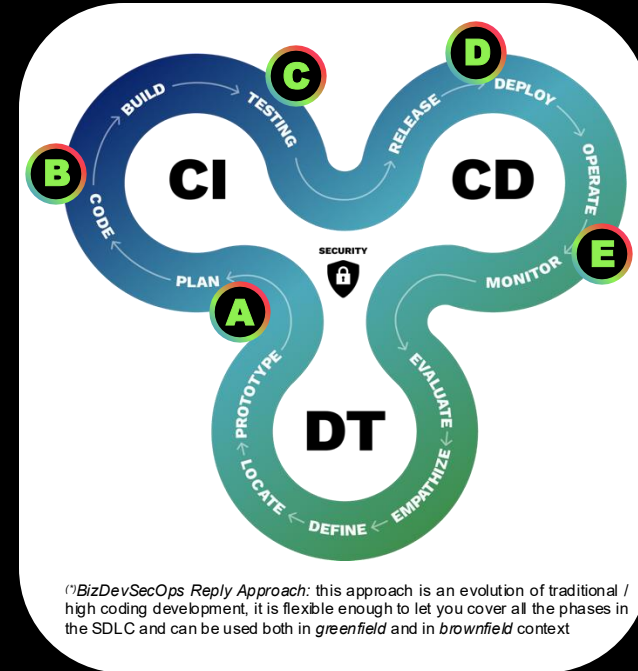 C
D
BUILD
TESTING
RELEASE
DEPLOY
B
CI
CD
OPERATE
CODE
SECURITY
E
PLAN
MONITOR
A
PROTOTYPE
EVALUATE
DT
LOCATE
EMPATHIZE
DEFINE
(*)BizDevSecOps Reply Approach: this approach is an evolution of traditional /
high coding development, it is flexible enough to let you cover all the phases in
the SDLC and can be used both in greenfield and in brownfield context